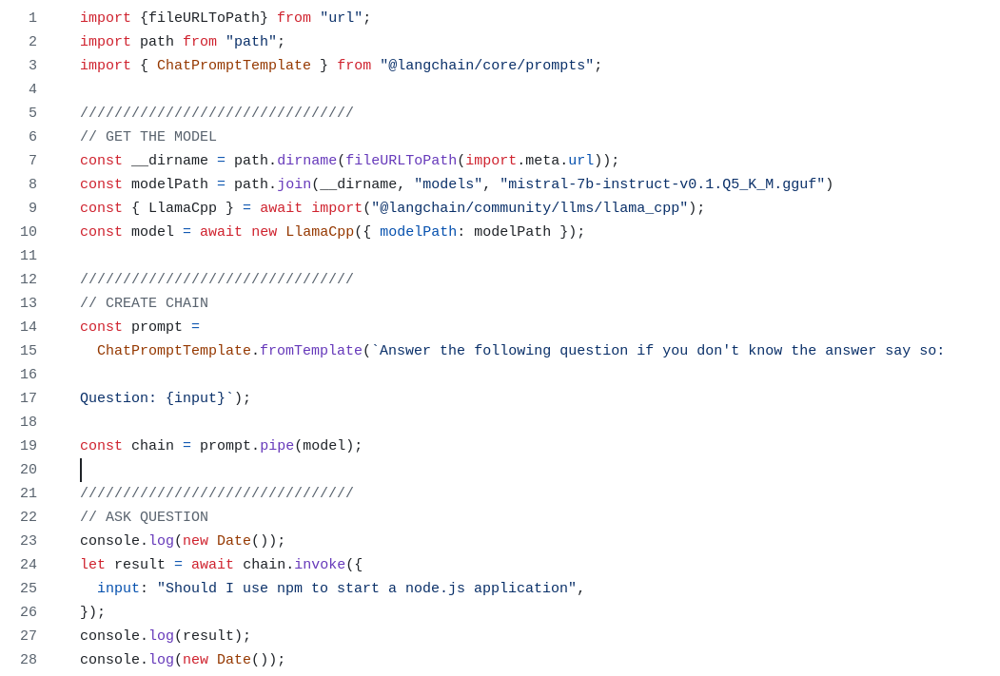 1 import {fileURLToPath} from "url";
2 import path from "path";
3 import { ChatPromptTemplate } from "@langchain/core/prompts";
4
5 ////////////////////////////////
6 // GET THE MODEL
7 const __dirname = path.dirname(fileURLToPath(import.meta.url));
8 const modelPath = path.join(__dirname, "models", "mistral-7b-instruct-v0.1.Q5_K_M.gguf")
9 const { LlamaCpp } = await import("@langchain/community/llms/llama_cpp");
10 const model = await new LlamaCpp({ modelPath: modelPath });
11
12 ////////////////////////////////
13 // CREATE CHAIN
14 const prompt =
15   ChatPromptTemplate.fromTemplate(`Answer the following question if you don't know the answer say so:
16
17 Question: {input}`);
18
19 const chain = prompt.pipe(model);
20
21 ////////////////////////////////
22 // ASK QUESTION
23 console.log(new Date());
24 let result = await chain.invoke({
25   input: "Should I use npm to start a node.js application",
26 });
27 console.log(result);
28 console.log(new Date());